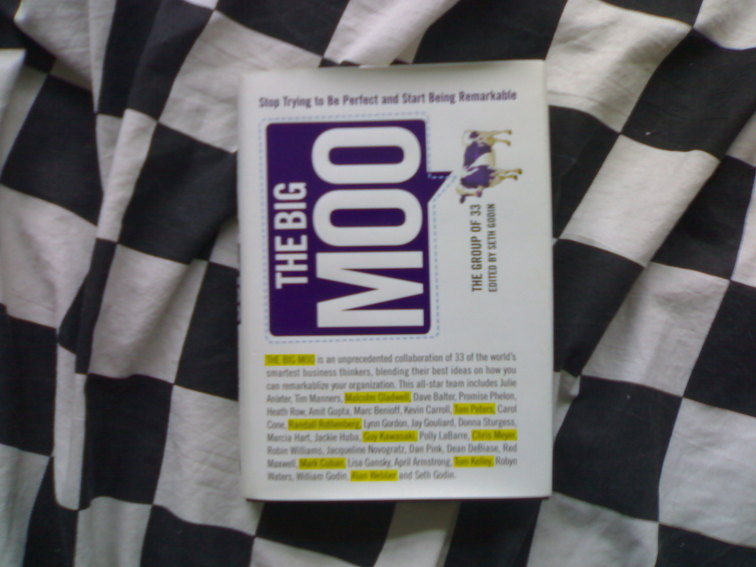 Stop Trying to Be Perfect and Start Being Remarkable
THE BIG
MOO
THE GROUP OF 33
EDITED BY SETH GODIN
THE BIG MOO is an unprecedented collaboration of 33 of the world's
smartest business thinkers, blending their best ideas on how you
can remarkablize your organization. This all-star team includes Julie
Anixter, Tim Manners, Malcolm Gladwell, Dave Balter, Promise Phelon,
Heath Row, Amit Gupta, Marc Benioff, Kevin Carroll, Tom Peters, Carol
Cone, Randall Rothenberg, Lynn Gordon, Jay Gouliard, Donna Sturgess,
Marcia Hart, Jackie Huba, Guy Kawasaki, Polly LaBarre, Chris Meyer,
Robin Williams, Jacqueline Novogratz, Dan Pink, Dean DeBiase, Red
Maxwell, Mark Cuban, Lisa Gansky, April Armstrong, Tom Kelley, Robyn
Waters, William Godin, Alan Webber and Seth Godin.